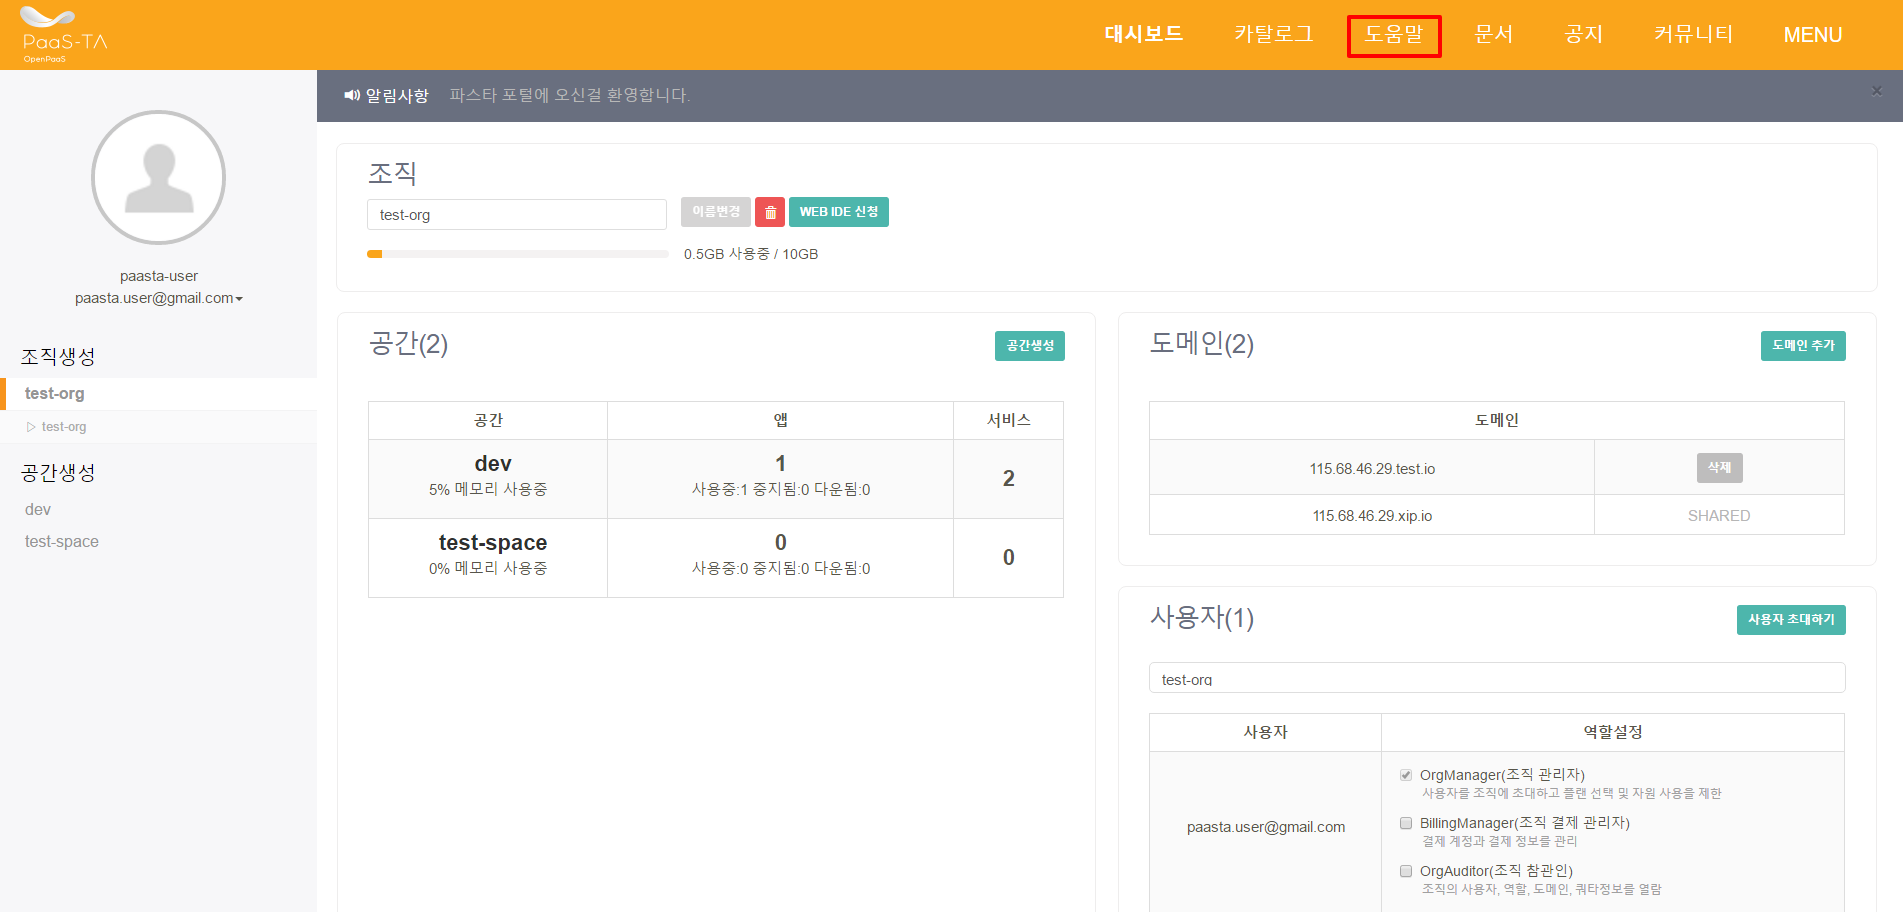 PaaS-TA
OpenPaaS
대시보드 카탈로그 도움말 문서 공지 커뮤니티 MENU
알림사항 파스타 포털에 오신걸 환영합니다.
×
paasta-user
paasta.user@gmail.com
조직생성
test-org
test-org
공간생성
dev
test-space
조직
test-org 이름변경 WEB IDE 신청
0.5GB 사용중 / 10GB
공간(2) 공간생성
공간 앱 서비스
dev 1 2
5% 메모리 사용중 사용중:1 중지됨:0 다운됨:0
test-space 0 0
0% 메모리 사용중 사용중:0 중지됨:0 다운됨:0
도메인(2) 도메인 추가
도메인
115.68.46.29.test.io 삭제
115.68.46.29.xip.io SHARED
사용자(1) 사용자 초대하기
test-org
사용자 역할설정
paasta.user@gmail.com
OrgManager(조직 관리자)
사용자를 조직에 초대하고 플랜 선택 및 자원 사용을 제한
BillingManager(조직 결제 관리자)
결제 계정과 결제 정보를 관리
OrgAuditor(조직 참관인)
조직의 사용자, 역할, 도메인, 쿼타정보를 열람